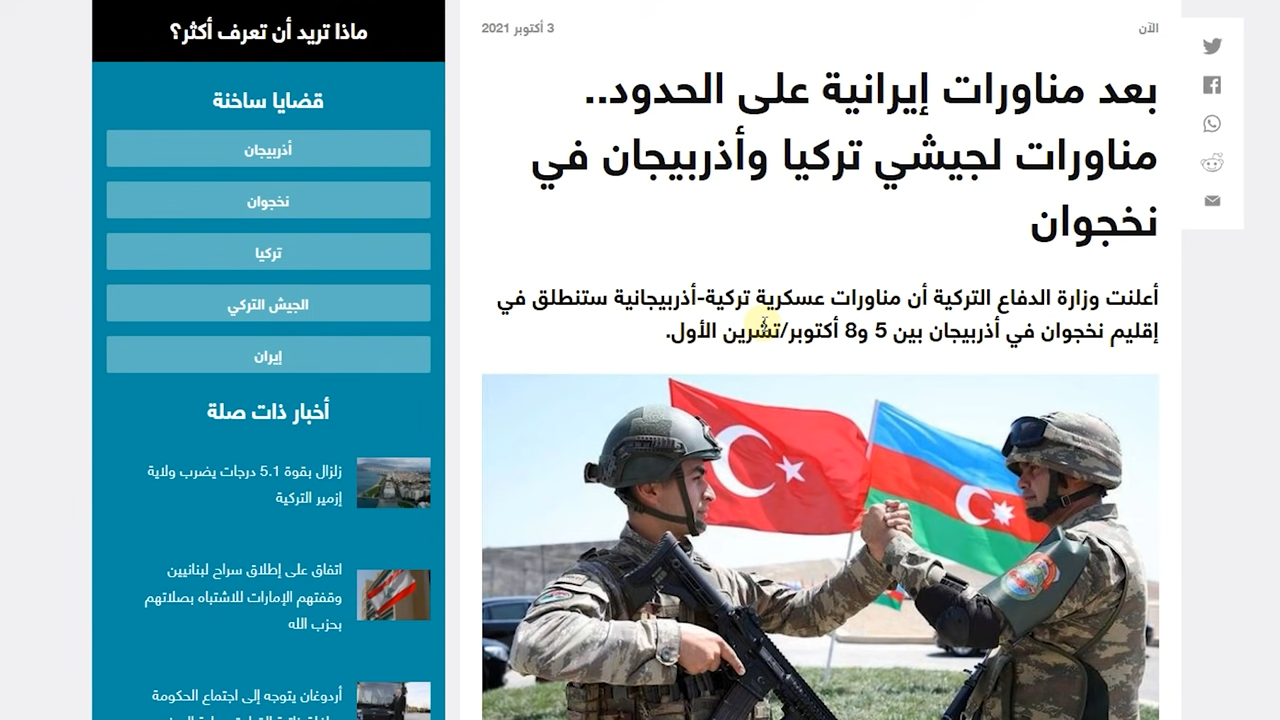 الآن
3 أكتوبر 2021
بعد مناورات إيرانية على الحدود..
مناورات لجيشي تركيا وأذربيجان في
نخجوان
أعلنت وزارة الدفاع التركية أن مناورات عسكرية تركية-أذربيجانية ستنطلق في
إقليم نخجوان في أذربيجان بين 5 و8 أكتوبر/تشرين الأول.
ماذا تريد أن تعرف أكثر؟
قضايا ساخنة
أذربيجان
نخجوان
تركيا
الجيش التركي
إيران
أخبار ذات صلة
زلزال بقوة 5.1 درجات يضرب ولاية
إزمير التركية
اتفاق على إطلاق سراح لبنانيين
وقفتهم الإمارات للاشتباه بصلاتهم
بحزب الله
أردوغان يتوجه إلى اجتماع الحكومة